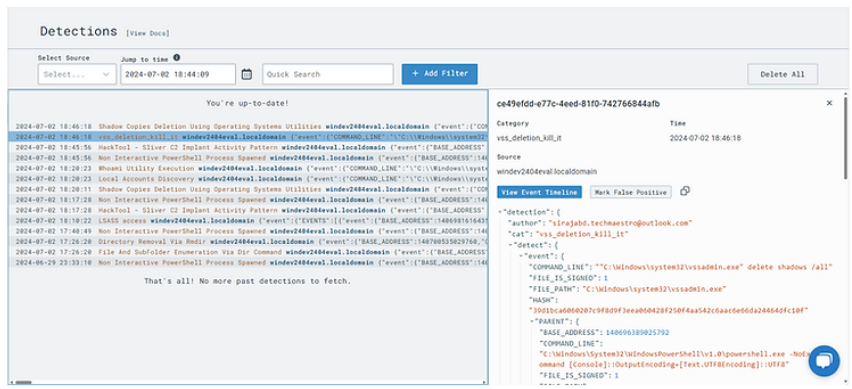 Detections [View Docs]
Select Source
Jump to time
Select...
2024-07-02 18:44:09
Quick Search
+ Add Filter
Delete All
You're up-to-date!
2024-07-02 18:46:18 Shadow Copies Deletion Using Operating Systems Utilities windev2404eval.localdomain {"event":{"CO
2024-07-02 18:46:18 vss_deletion_kill_it windev2404eval.localdomain {"event":{"COMMAND_LINE":"\"C:\\Windows\\system32
2024-07-02 18:45:56 HackTool - Sliver C2 Implant Activity Pattern windev2404eval.localdomain {"event":{"BASE_ADDRESS"
2024-07-02 18:45:56 Non Interactive PowerShell Process Spawned windev2404eval.localdomain {"event":{"BASE_ADDRESS":140
2024-07-02 18:20:23 Whoami Utility Execution windev2404eval.localdomain {"event":{"COMMAND_LINE":"\"C:\\Windows\\syst
2024-07-02 18:20:23 Local Accounts Discovery windev2404eval.localdomain {"event":{"COMMAND_LINE":"\"C:\\Windows\\syst
2024-07-02 18:20:11 Shadow Copies Deletion Using Operating Systems Utilities windev2404eval.localdomain {"event":{"CO
2024-07-02 18:17:28 Non Interactive PowerShell Process Spawned windev2404eval.localdomain {"event":{"BASE_ADDRESS":140
2024-07-02 18:17:28 HackTool - Sliver C2 Implant Activity Pattern windev2404eval.localdomain {"event":{"BASE_ADDRESS"
2024-07-02 18:10:22 LSASS access windev2404eval.localdomain {"event":{"EVENTS":[{"event":{"BASE_ADDRESS":
2024-07-02 17:40:49 Non Interactive PowerShell Process Spawned windev2404eval.localdomain {"event":{"BASE_ADDRESS":140
2024-07-02 17:26:20 Directory Removal Via Rmdir windev2404eval.localdomain {"event":{"BASE_ADDRESS":140700535029760,"C
2024-07-02 17:26:20 File And SubFolder Enumeration Via Dir Command windev2404eval.localdomain {"event":{"BASE_ADDRESS"
2024-06-29 23:33:10 Non Interactive PowerShell Process Spawned windev2404eval.localdomain {"event":{"BASE_ADDRESS":14
That's all! No more past detections to fetch.
ce49efdd-e77c-4eed-81f0-742766844afb
Category
Time
vss_deletion_kill_it
2024-07-02 18:46:18
Source
windev2404eval.localdomain
View Event Timeline
Mark False Positive
"detection": {
"author": "sirajabd.techmaestro@outlook.com"
"cat": "vss_deletion_kill_it"
"detect": {
"event": {
"COMMAND_LINE": ""C:\Windows\system32\vssadmin.exe" delete shadows /all"
"FILE_IS_SIGNED": 1
"FILE_PATH": "C:\Windows\system32\vssadmin.exe"
"HASH":
"39d1bca6060207c9f8d9f3eea060428f250f4aa542c6aac6e66da24464dfc10f"
"PARENT": {
"BASE_ADDRESS": 140696389025792
"COMMAND_LINE":
"C:\Windows\System32\WindowsPowerShell\v1.0\powershell.exe -NoEx
ommand [Console]::OutputEncoding=[Text.UTF8Encoding]::UTF8"
"FILE_IS_SIGNED": 1